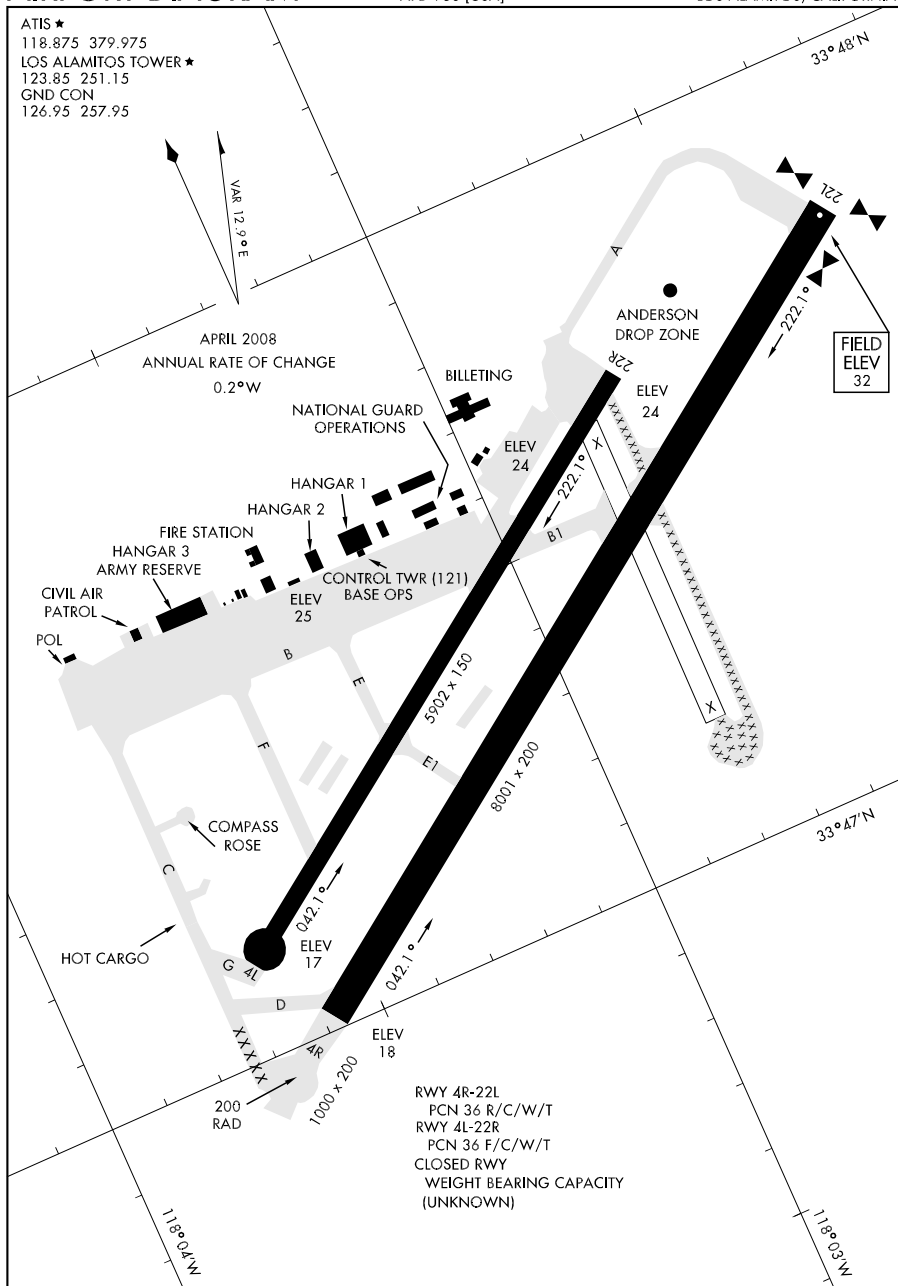 ATIS ★
118.875 379.975
LOS ALAMITOS TOWER ★
123.85 251.15
GND CON
126.95 257.95
33°48'N
VAR 12.9° E
22L
A
ANDERSON
DROP ZONE
222.1°
FIELD
ELEV
32
APRIL 2008
ANNUAL RATE OF CHANGE
0.2°W
BILLETING
22R
ELEV
24
NATIONAL GUARD
OPERATIONS
ELEV
24
X
222.1°
HANGAR 1
HANGAR 2
B1
FIRE STATION
HANGAR 3
ARMY RESERVE
CONTROL TWR (121)
BASE OPS
CIVIL AIR
PATROL
ELEV
25
POL
B
E
5902 x 150
X
F
E1
8001 x 200
33°47'N
COMPASS
ROSE
C
042.1°
HOT CARGO
ELEV
17
G
4L
042.1°
D
XXXXX
4R
ELEV
18
1000 x 200
200
RAD
RWY 4R-22L
PCN 36 R/C/W/T
RWY 4L-22R
PCN 36 F/C/W/T
CLOSED RWY
WEIGHT BEARING CAPACITY
(UNKNOWN)
118°04'W
118°03'W